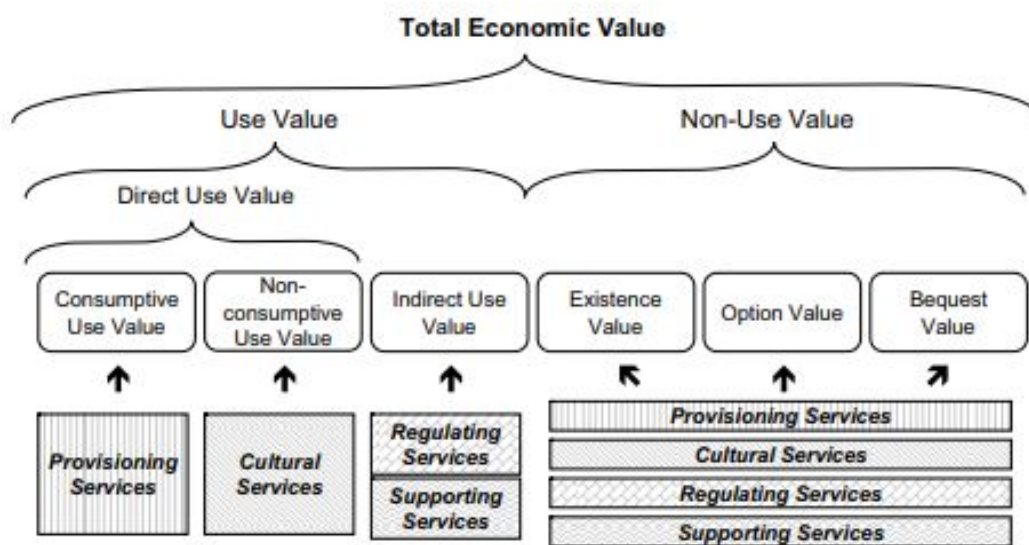 Total Economic Value
Use Value
Non-Use Value
Direct Use Value
Consumptive
Use Value
Non-
consumptive
Use Value
Indirect Use
Value
Existence
Value
Option Value
Bequest
Value
Provisioning
Services
Cultural
Services
Regulating
Services
Supporting
Services
Provisioning Services
Cultural Services
Regulating Services
Supporting Services